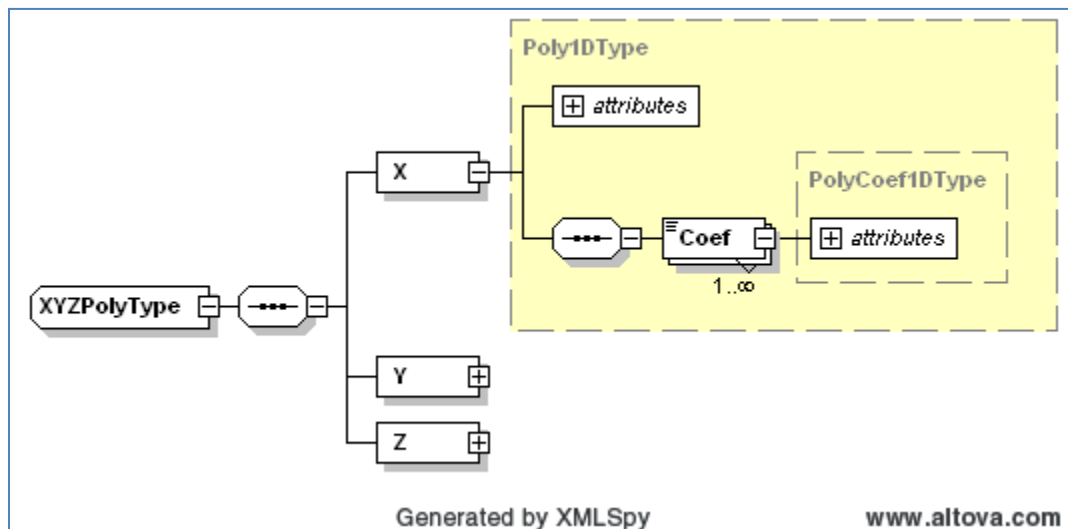 Poly1DType
attributes
X
PolyCoef1DType
Coef
attributes
1..∞
XYZPolyType
Y
Z
Generated by XMLSpy
www.altova.com